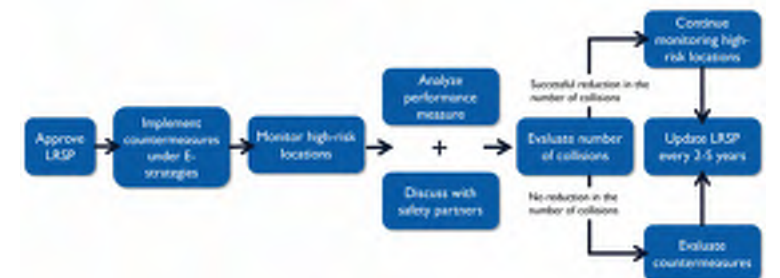 Approve
LRSP
Implement
countermeasures
under E-
strategies
Monitor high-risk
locations
Analyze
performance
measure
+
Discuss with
safety partners
Evaluate number
of collisions
Successful reduction in the
number of collisions
No reduction in the
number of collisions
Continue
monitoring high-
risk locations
Update LRSP
every 2-5 years
Evaluate
countermeasures